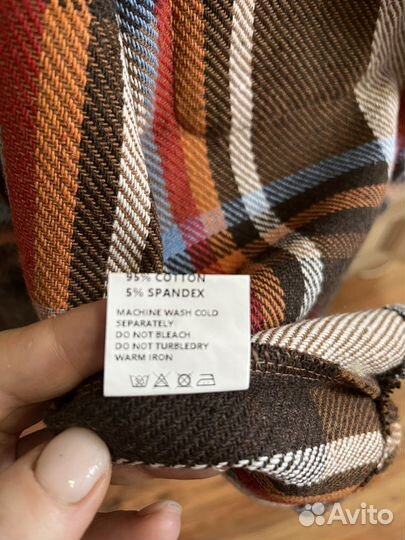 95% COTTON
5% SPANDEX
MACHINE WASH COLD
SEPARATELY
DO NOT BLEACH
DO NOT TURBLEDRY
WARM IRON
Avito